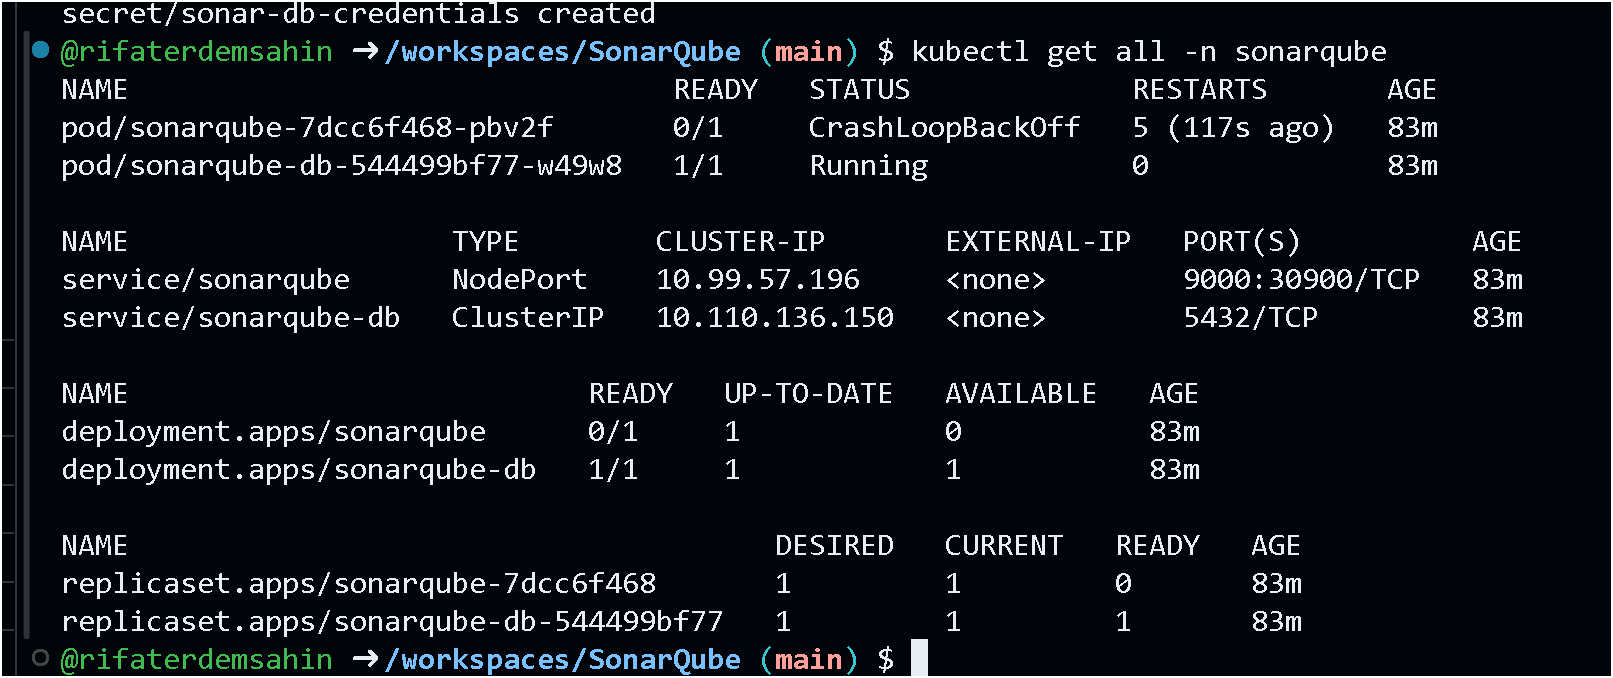 secret/sonar-db-credentials created
@rifaterdemsahin ➜/workspaces/SonarQube (main) $ kubectl get all -n sonarqube
NAME READY STATUS RESTARTS AGE
pod/sonarqube-7dcc6f468-pbv2f 0/1 CrashLoopBackOff 5 (117s ago) 83m
pod/sonarqube-db-544499bf77-w49w8 1/1 Running 0 83m
NAME TYPE CLUSTER-IP EXTERNAL-IP PORT(S) AGE
service/sonarqube NodePort 10.99.57.196 <none> 9000:30900/TCP 83m
service/sonarqube-db ClusterIP 10.110.136.150 <none> 5432/TCP 83m
NAME READY UP-TO-DATE AVAILABLE AGE
deployment.apps/sonarqube 0/1 1 0 83m
deployment.apps/sonarqube-db 1/1 1 1 83m
NAME DESIRED CURRENT READY AGE
replicaset.apps/sonarqube-7dcc6f468 1 1 0 83m
replicaset.apps/sonarqube-db-544499bf77 1 1 1 83m
@rifaterdemsahin ➜/workspaces/SonarQube (main) $